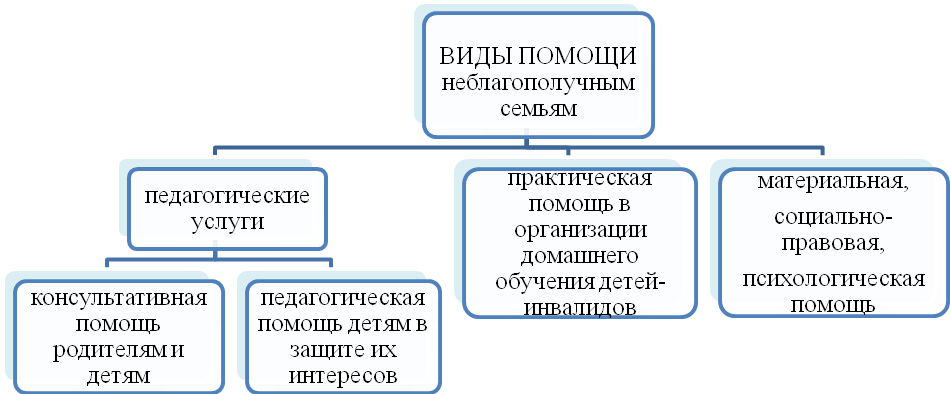 ВИДЫ ПОМОЩИ
неблагополучным
семьям
педагогические
услуги
практическая
помощь в
организации
домашнего
обучения детей-
инвалидов
материальная,
социально-
правовая,
психологическая
помощь
консультативная
помощь
родителям и
детям
педагогическая
помощь детям в
защите их
интересов